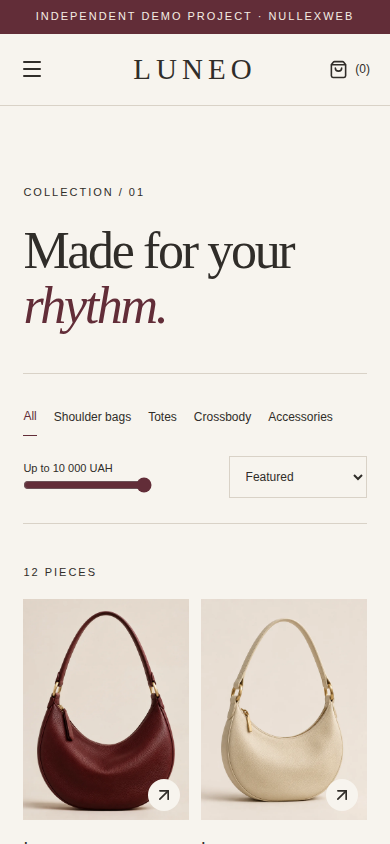 INDEPENDENT DEMO PROJECT · NULLEXWEB
LUNEO
(0)
COLLECTION / 01
Made for your
rhythm.
All Shoulder bags Totes Crossbody Accessories
Up to 10 000 UAH
Featured
12 PIECES